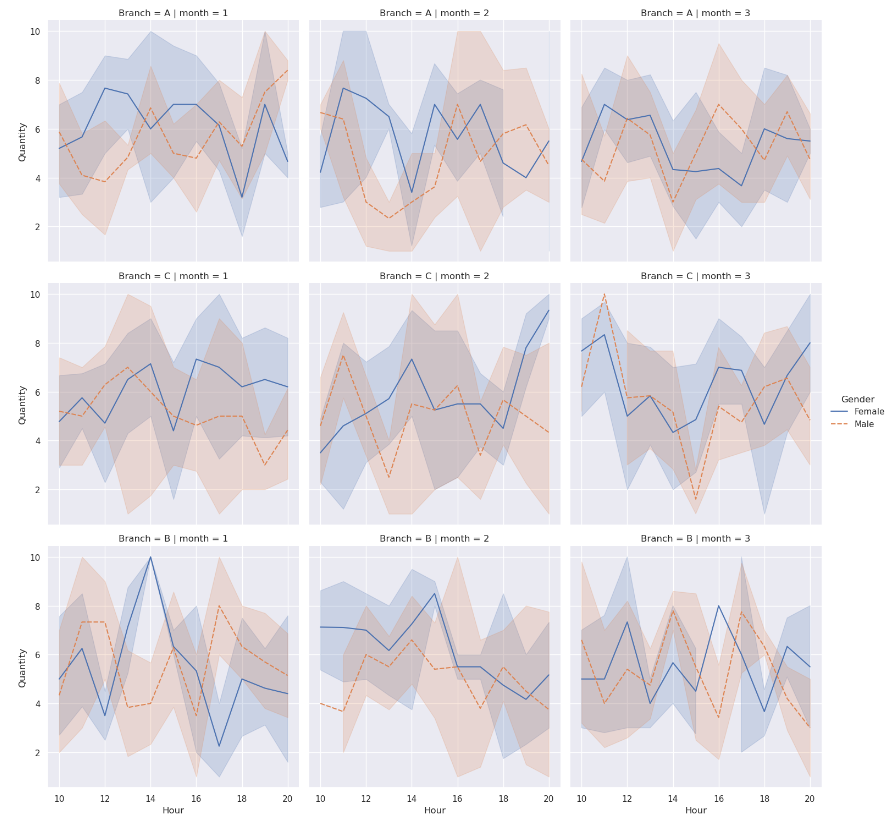 Branch = A | month = 1
Branch = A | month = 2
Branch = A | month = 3
10
8
6
4
2
Quantity
Branch = C | month = 1
Branch = C | month = 2
Branch = C | month = 3
10
8
6
4
2
Quantity
Gender
Female
Male
Branch = B | month = 1
Branch = B | month = 2
Branch = B | month = 3
10
8
6
4
2
Quantity
10 12 14 16 18 20
10 12 14 16 18 20
10 12 14 16 18 20
Hour
Hour
Hour